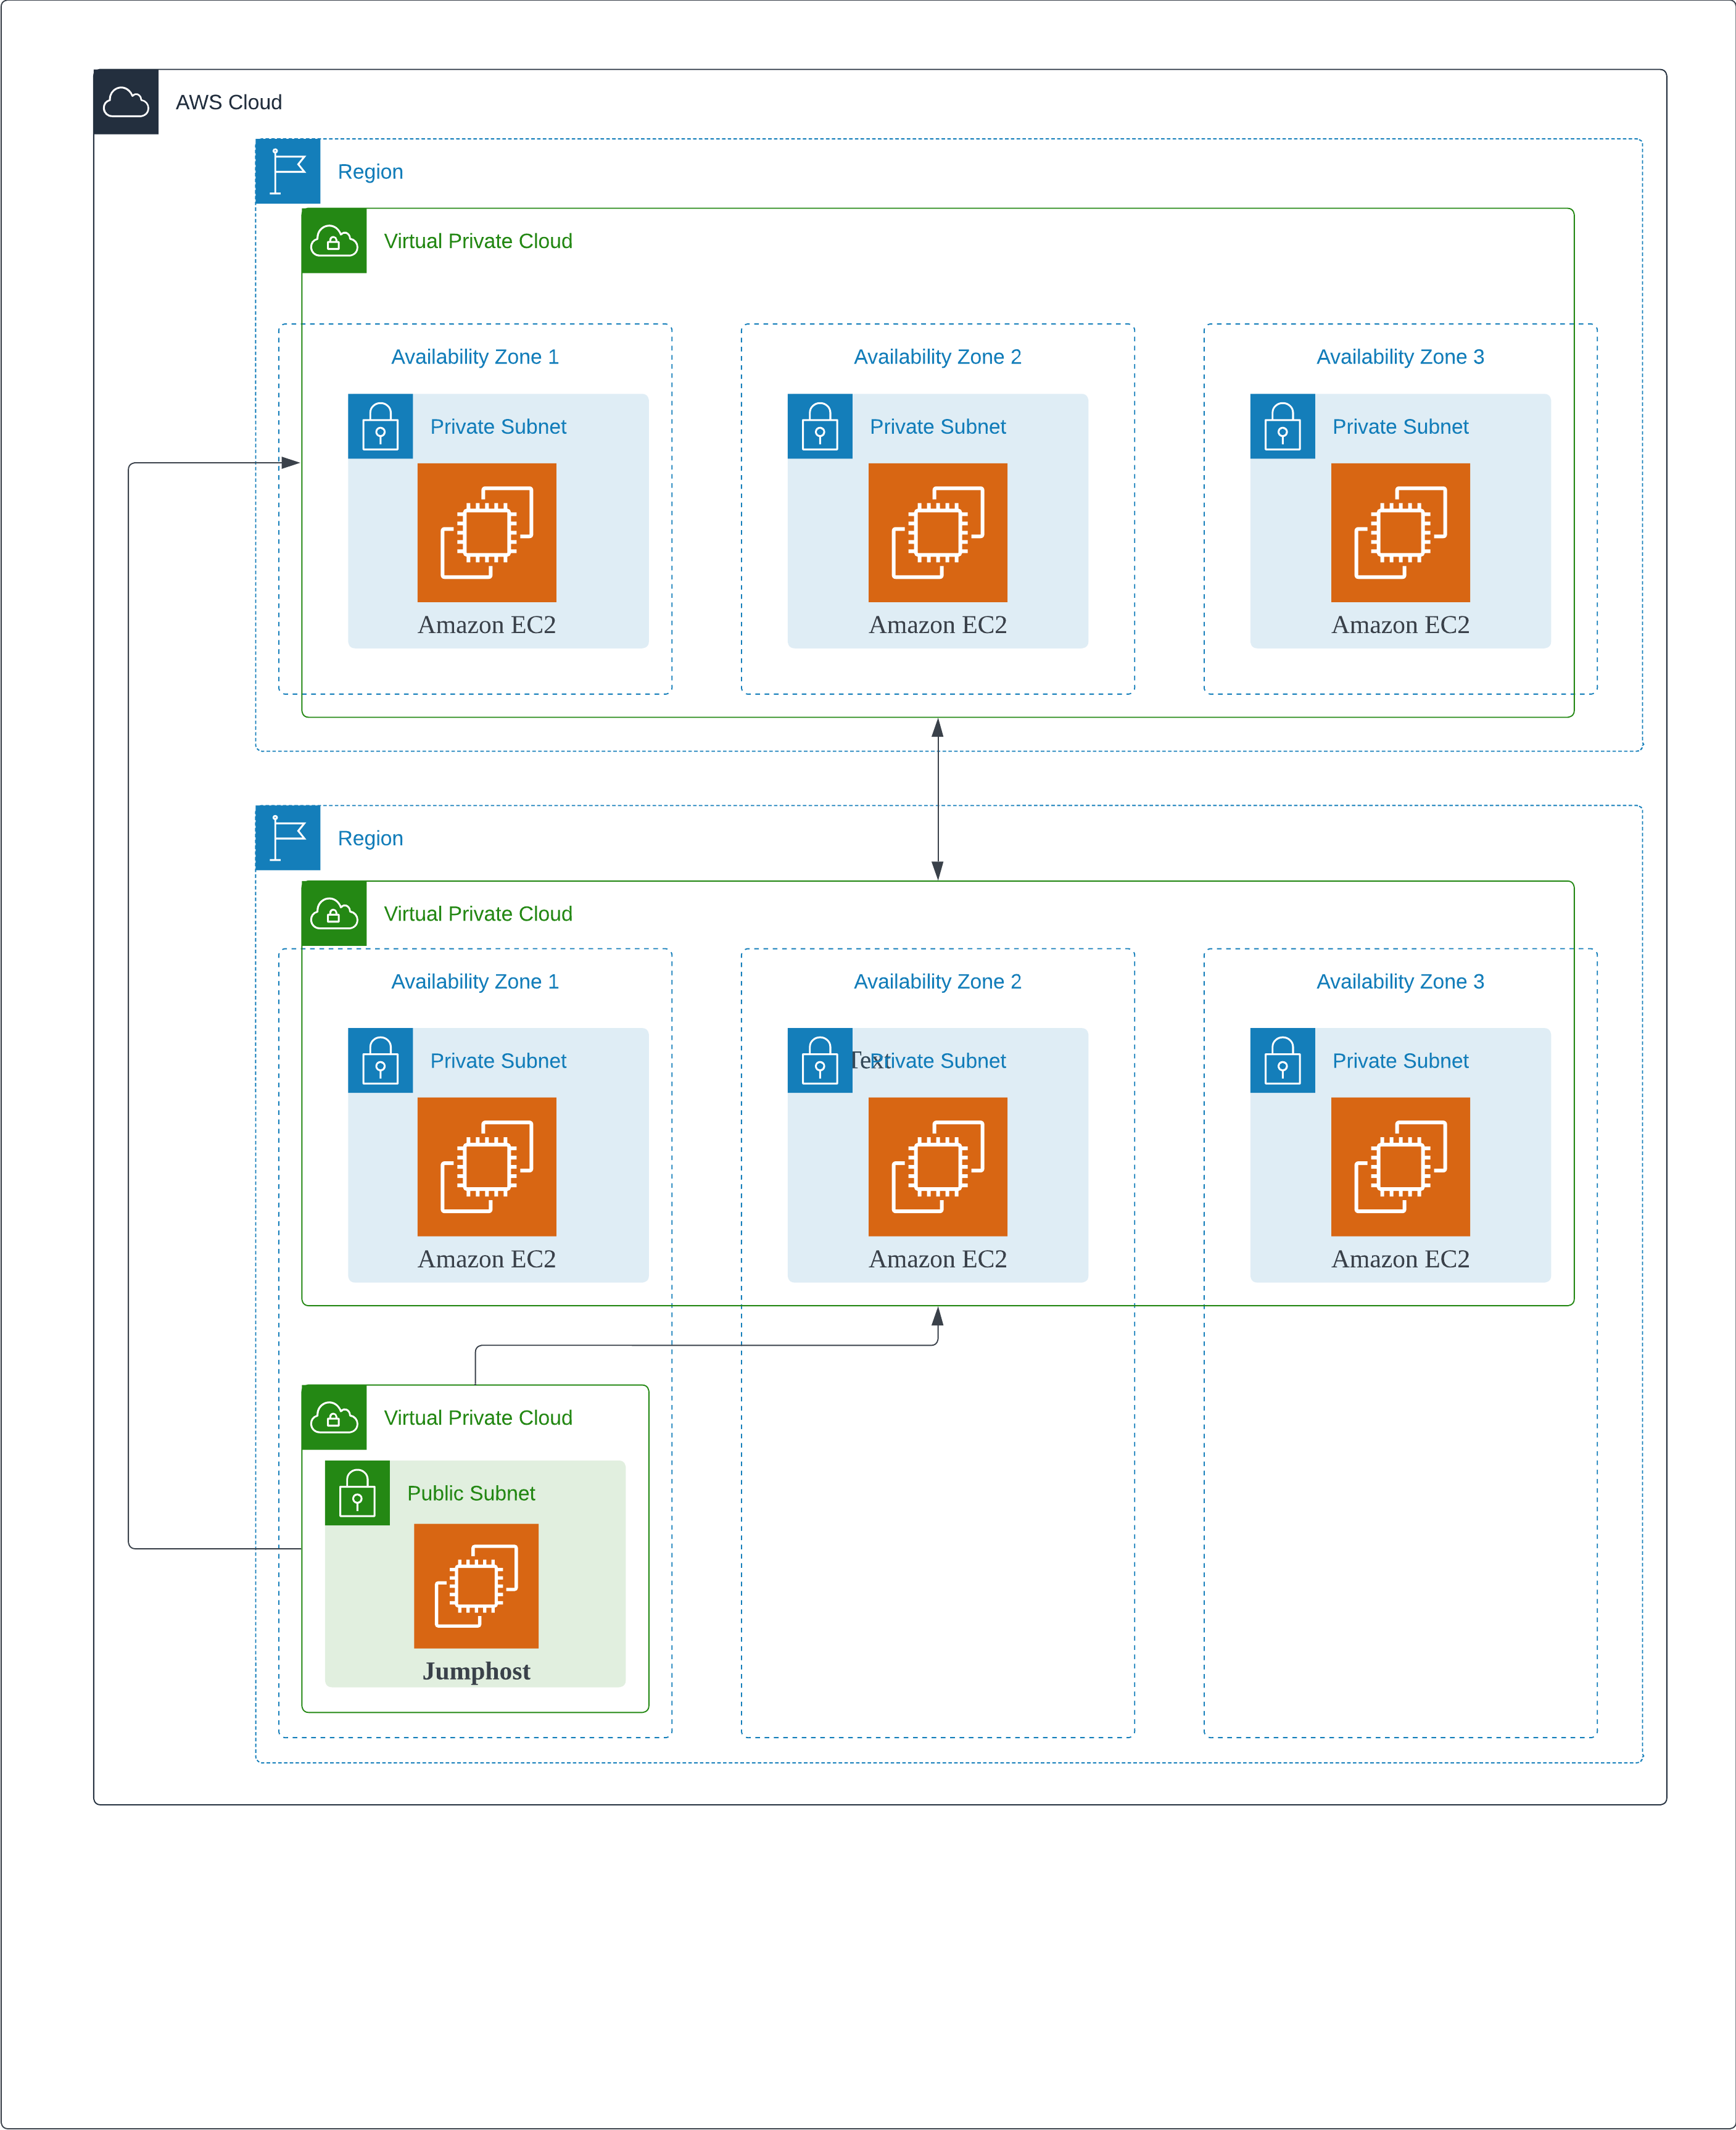 AWS Cloud
Region
Virtual Private Cloud
Availability Zone 1
Availability Zone 2
Availability Zone 3
Private Subnet
Private Subnet
Private Subnet
Amazon EC2
Amazon EC2
Amazon EC2
Region
Virtual Private Cloud
Availability Zone 1
Availability Zone 2
Availability Zone 3
Private Subnet
Text
Private Subnet
Private Subnet
Amazon EC2
Amazon EC2
Amazon EC2
Virtual Private Cloud
Public Subnet
Jumphost